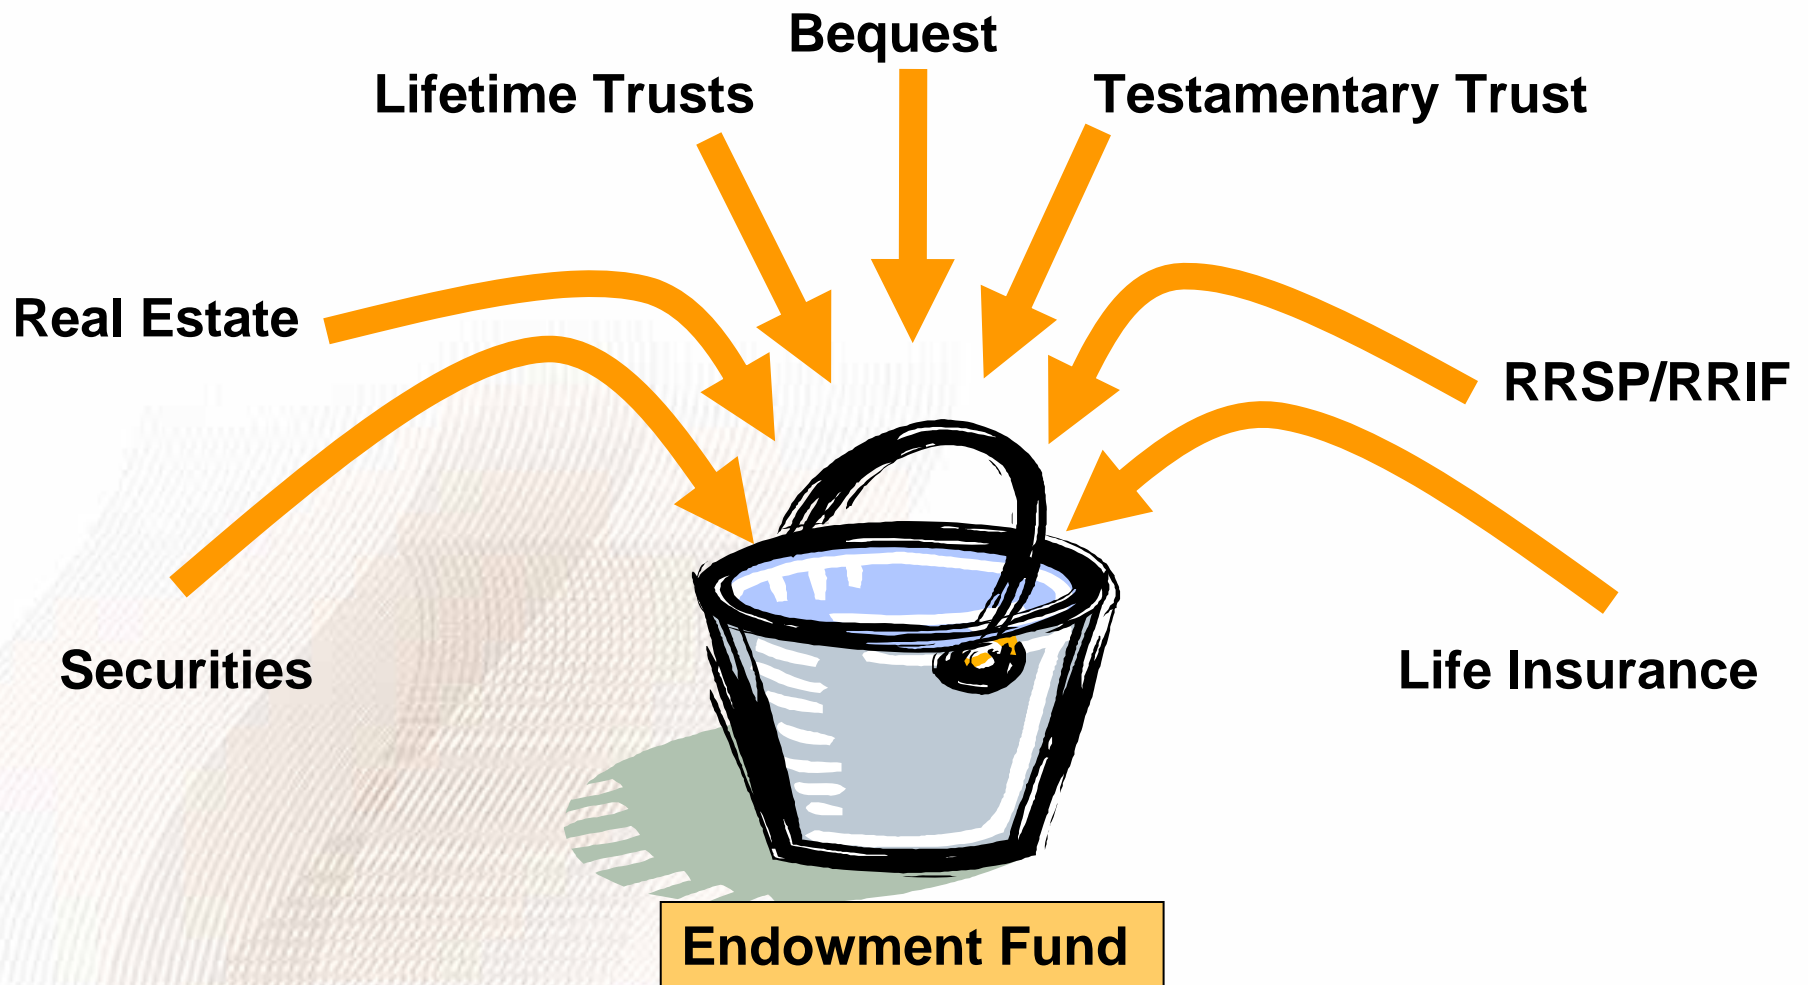 Bequest
Lifetime Trusts
Testamentary Trust
Real Estate
RRSP/RRIF
Securities
Life Insurance
Endowment Fund